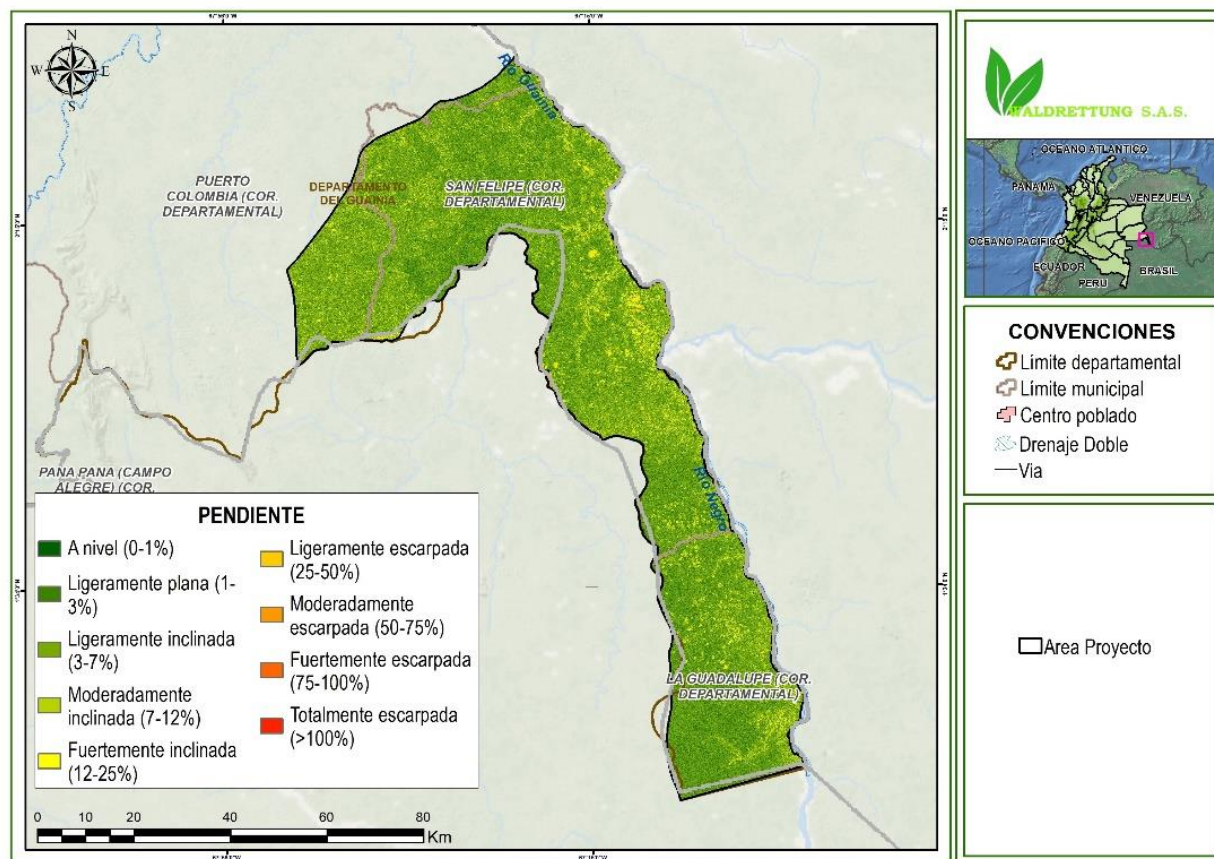 N
W
E
S
Río Guainía
PUERTO
COLOMBIA (COR.
DEPARTAMENTAL)
DEPARTAMENTO
DEL GUAINÍA
SAN FELIPE (COR.
DEPARTAMENTAL)
PANA PANA (CAMPO
ALEGRE) (COR.
Río Negro
LA GUADALUPE (COR.
DEPARTAMENTAL)
PENDIENTE
A nivel (0-1%)
Ligeramente plana (1-
3%)
Ligeramente inclinada
(3-7%)
Moderadamente
inclinada (7-12%)
Fuertemente inclinada
(12-25%)
Ligeramente escarpada
(25-50%)
Moderadamente
escarpada (50-75%)
Fuertemente escarpada
(75-100%)
Totalmente escarpada
(>100%)
0 10 20 40 60 80
Km
WALDRETTUNG S.A.S.
OCEANO ATLANTICO
PANAMA
VENEZUELA
OCEANO PACIFICO
ECUADOR
BRASIL
PERU
CONVENCIONES
Límite departamental
Límite municipal
Centro poblado
Drenaje Doble
Via
Area Proyecto